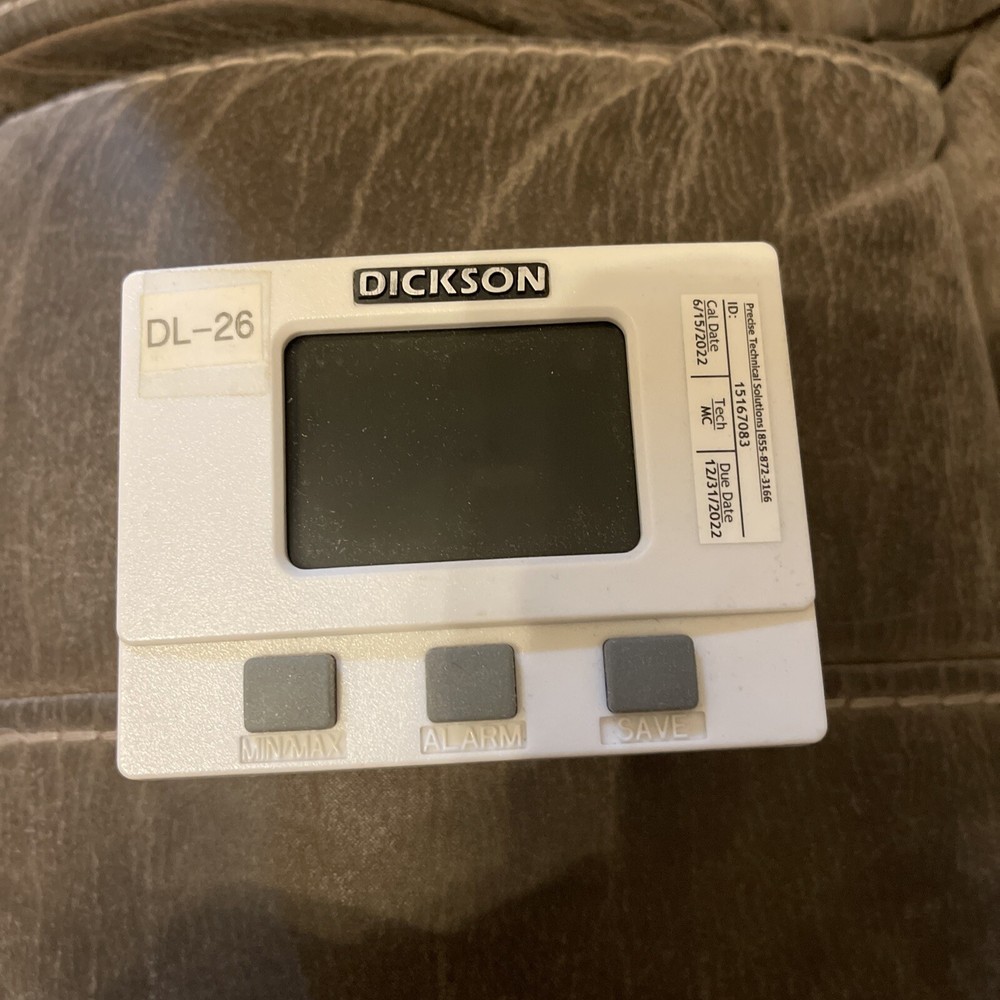 DICKSON
DL-26
Precise Technical Solutions|855-872-3166
ID: 15167083
Cal Date Tech Due Date
6/15/2022 MC 12/31/2022
MIN/MAX ALARM SAVE